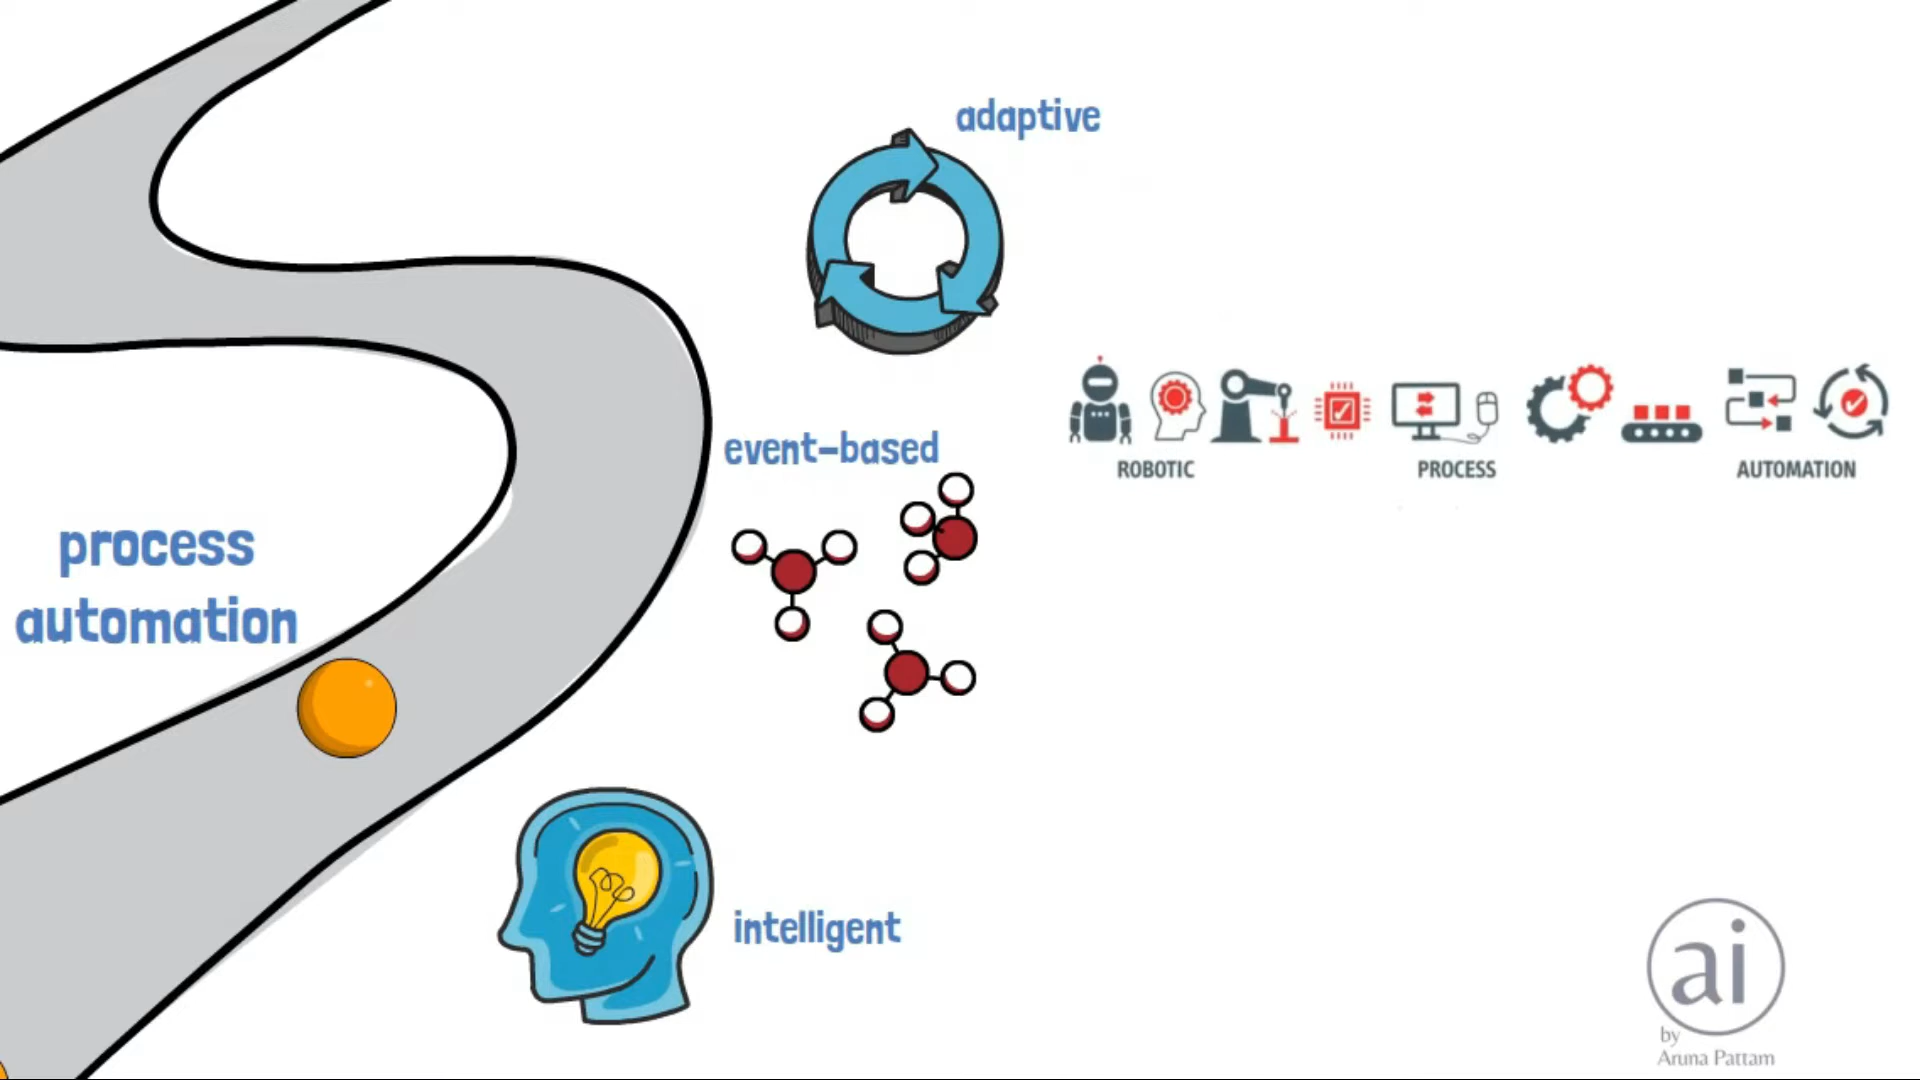 adaptive
event-based
ROBOTIC PROCESS AUTOMATION
process
automation
intelligent
ai
by
Aruna Pattam